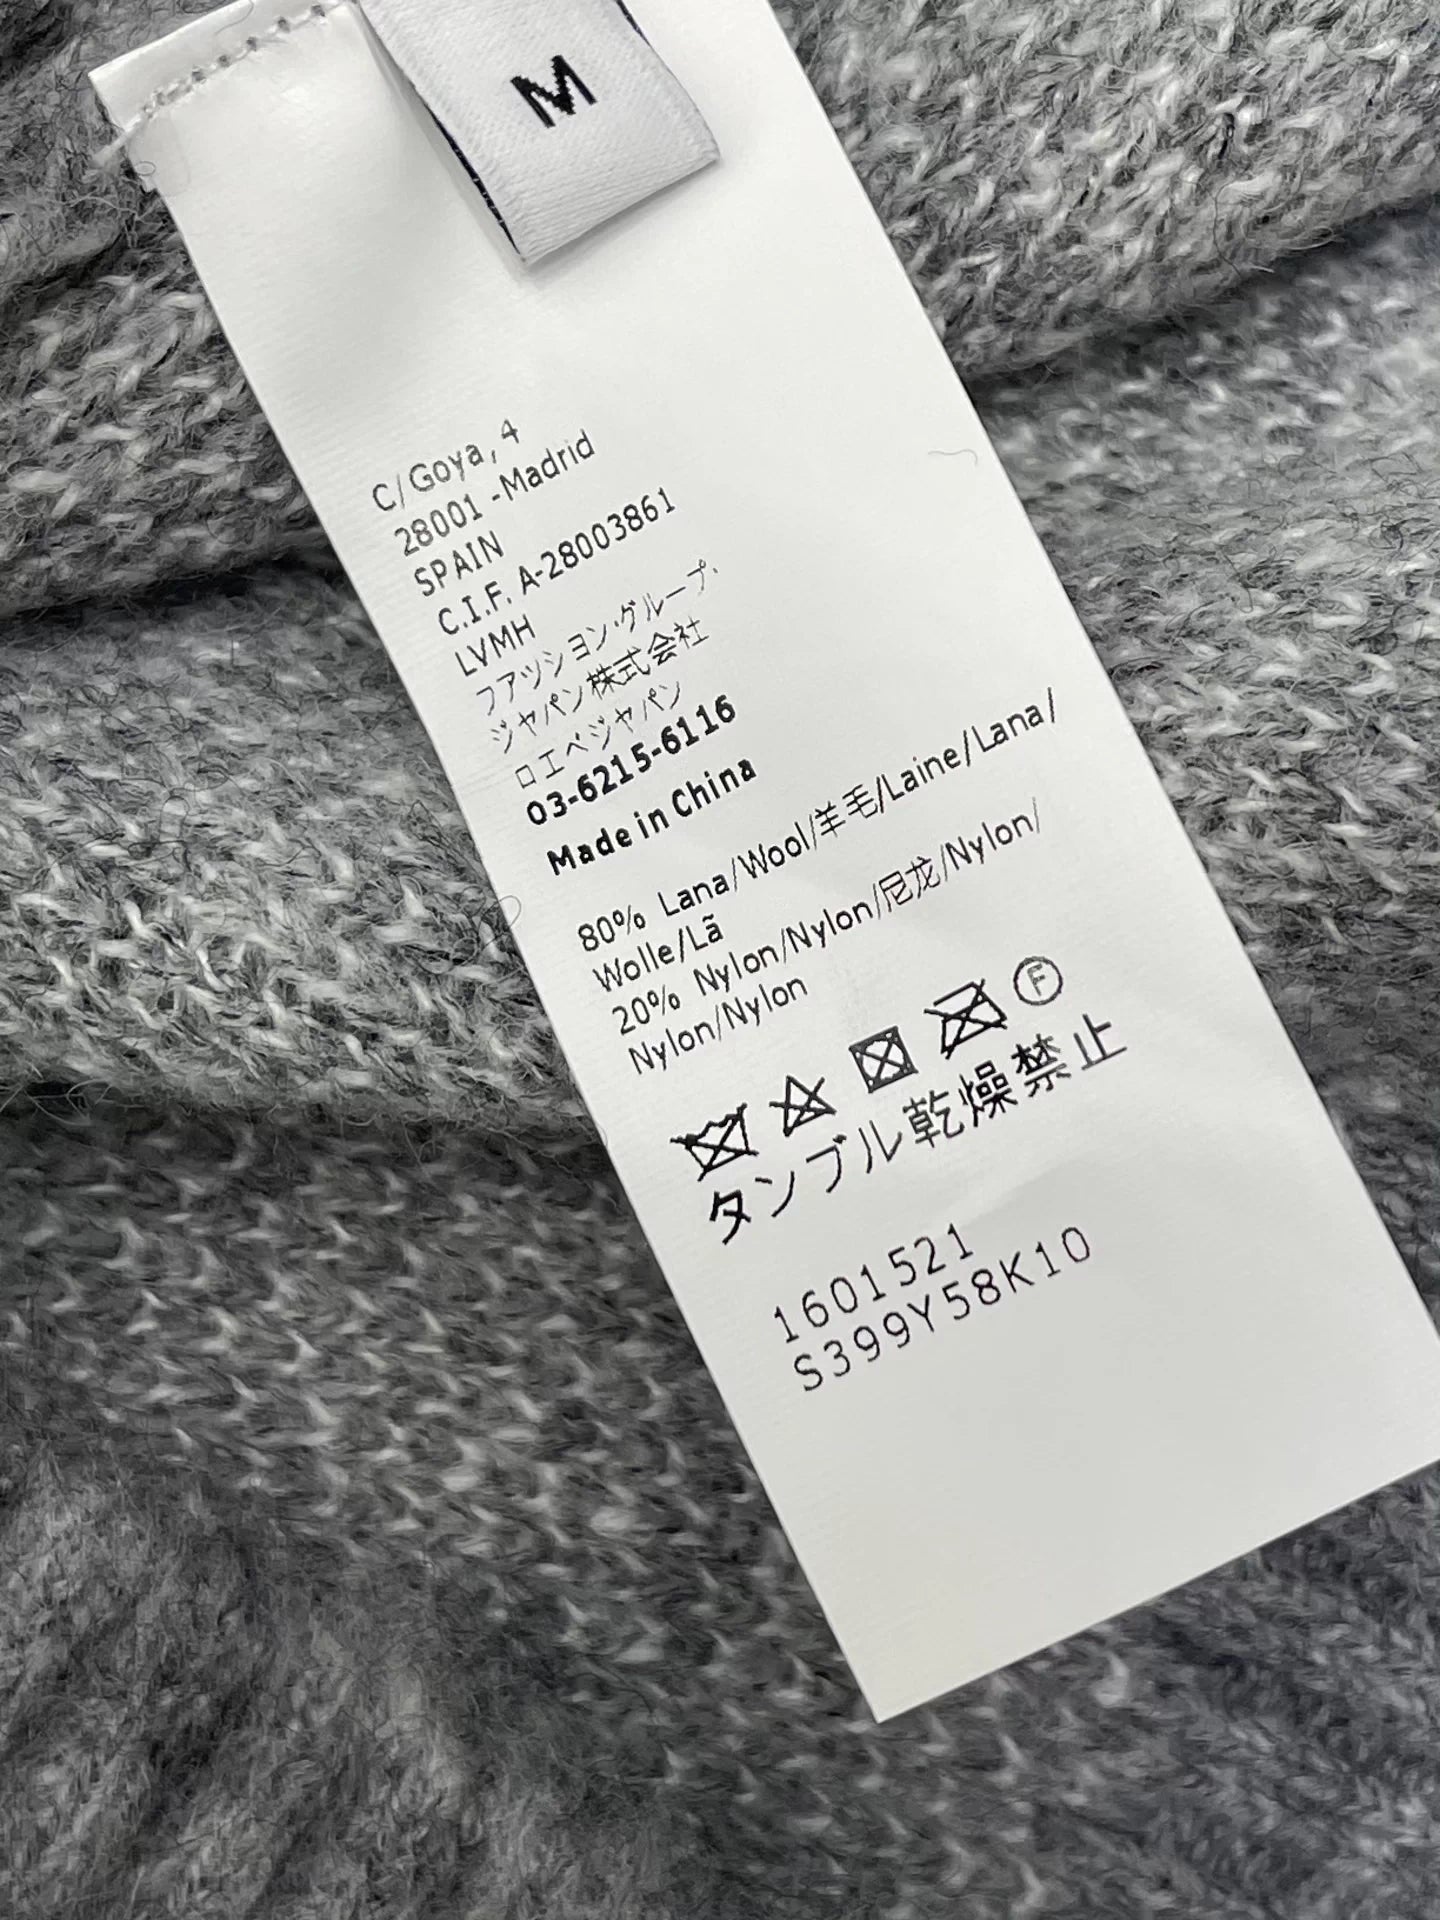 M
C/Goya, 4
28001 -Madrid
SPAIN
C.I.F. A-28003861
LVMH
ファッション・グループ・
ジャパン株式会社
ロエベジャパン
03-6215-6116
Made in China
80% Lana/Wool/羊毛/Laine/Lana/
Wolle/Lã
20% Nylon/Nylon/尼龙/Nylon/
Nylon/Nylon
F
タンブル乾燥禁止
1601521
S399Y58K10